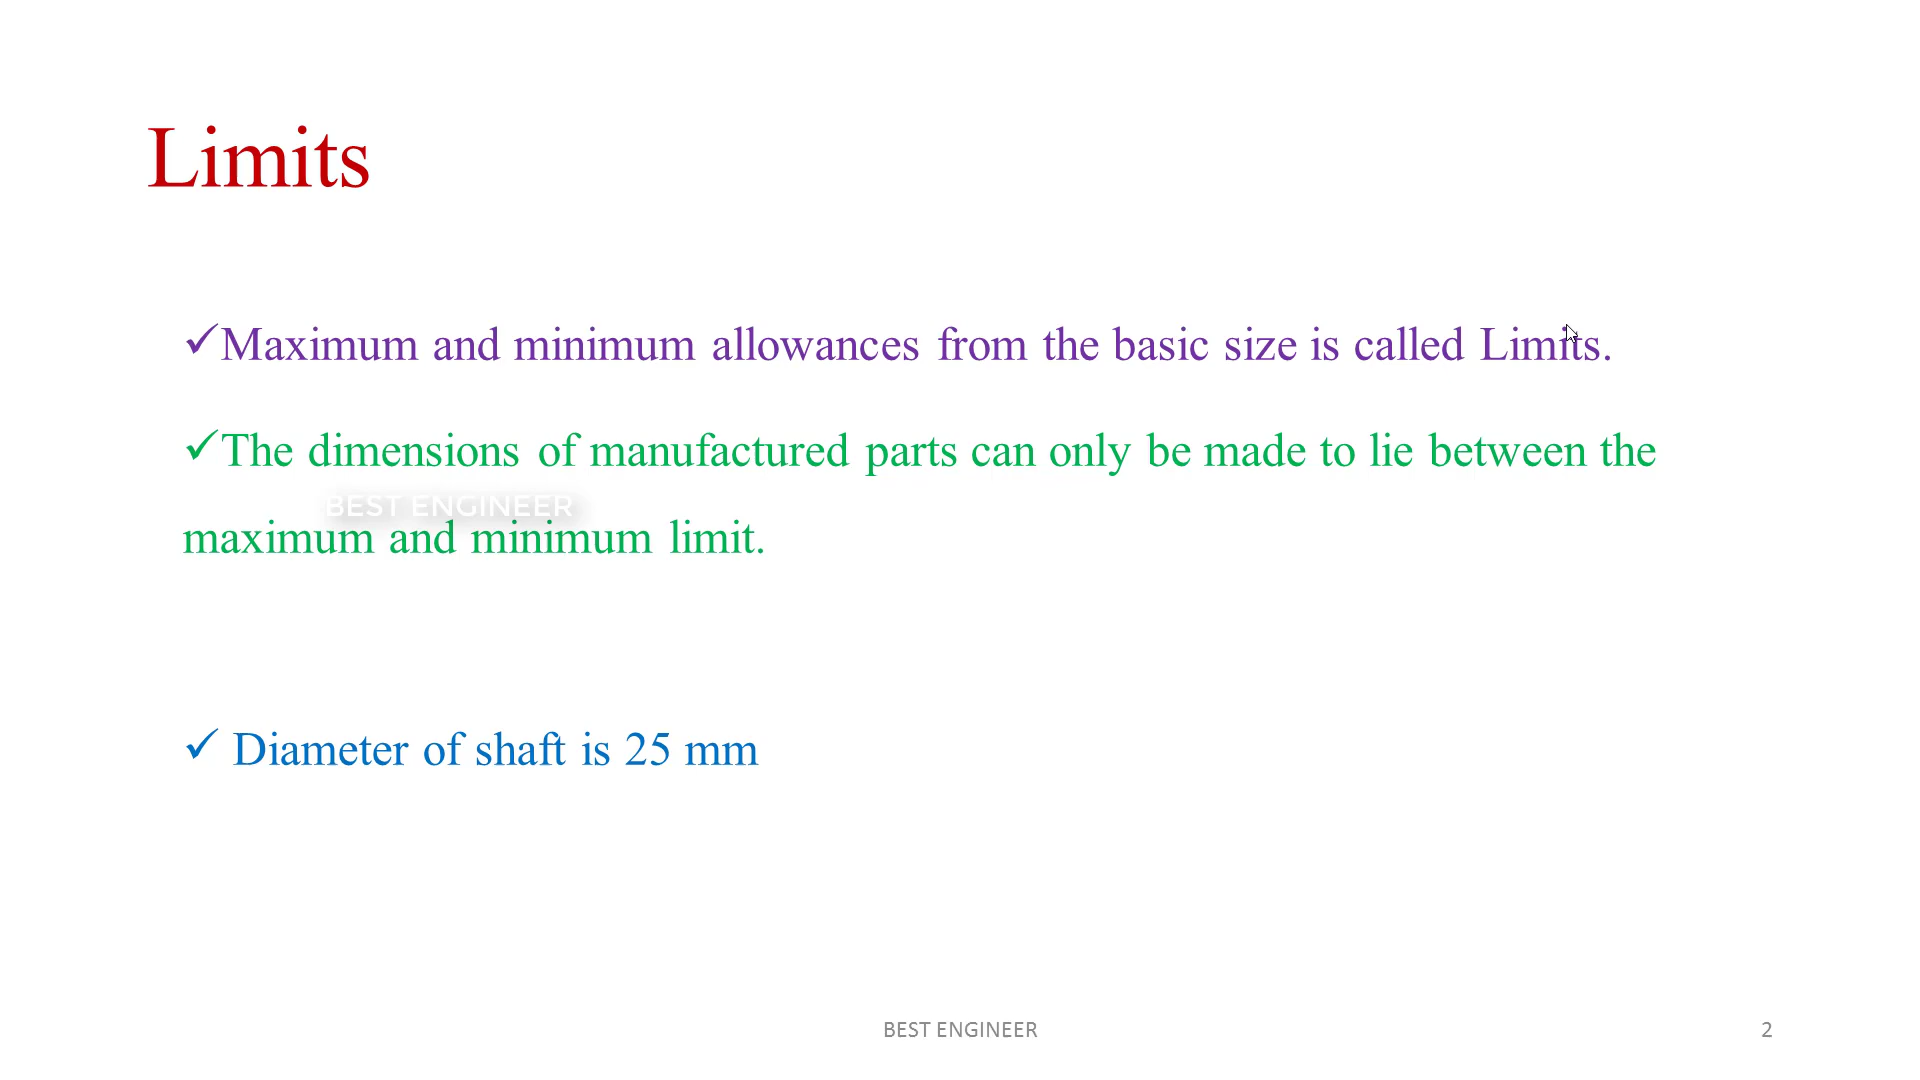 Limits
✓Maximum and minimum allowances from the basic size is called Limits.
✓The dimensions of manufactured parts can only be made to lie between the
BEST ENGINEER
maximum and minimum limit.
✓ Diameter of shaft is 25 mm
BEST ENGINEER
2